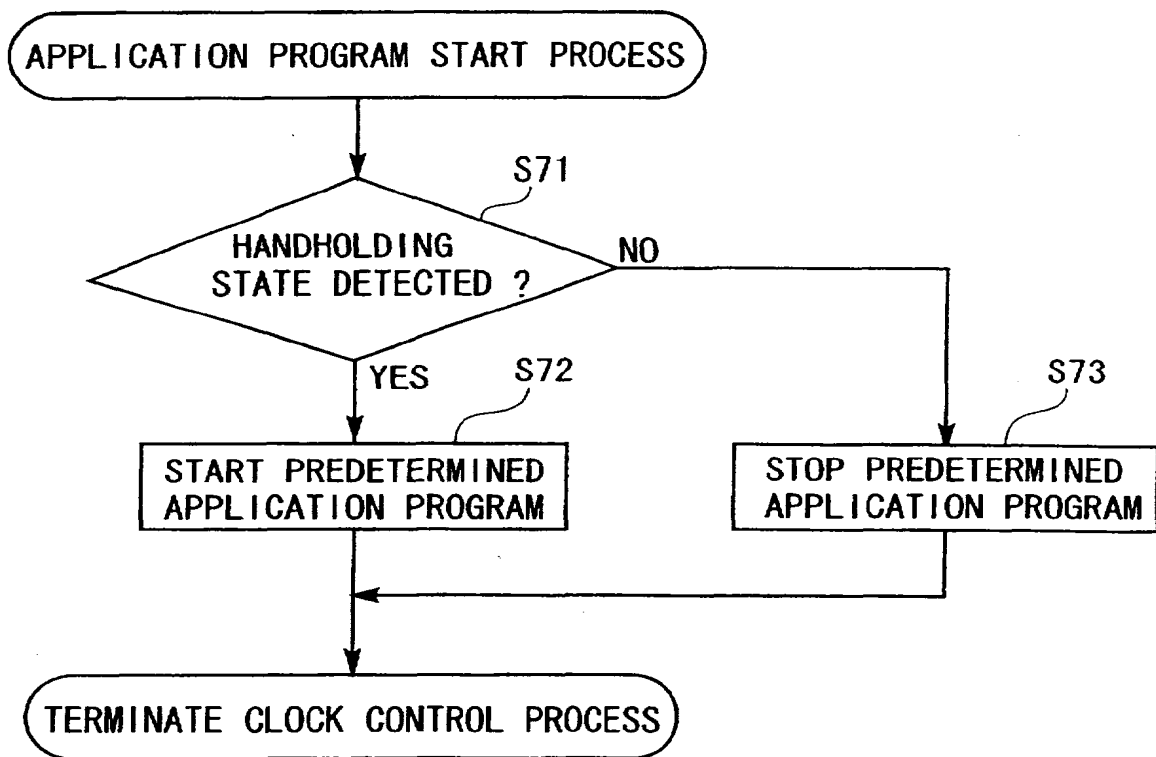 APPLICATION PROGRAM START PROCESS
S71
HANDHOLDING
STATE DETECTED ?
NO
YES
S72
S73
START PREDETERMINED
APPLICATION PROGRAM
STOP PREDETERMINED
APPLICATION PROGRAM
TERMINATE CLOCK CONTROL PROCESS